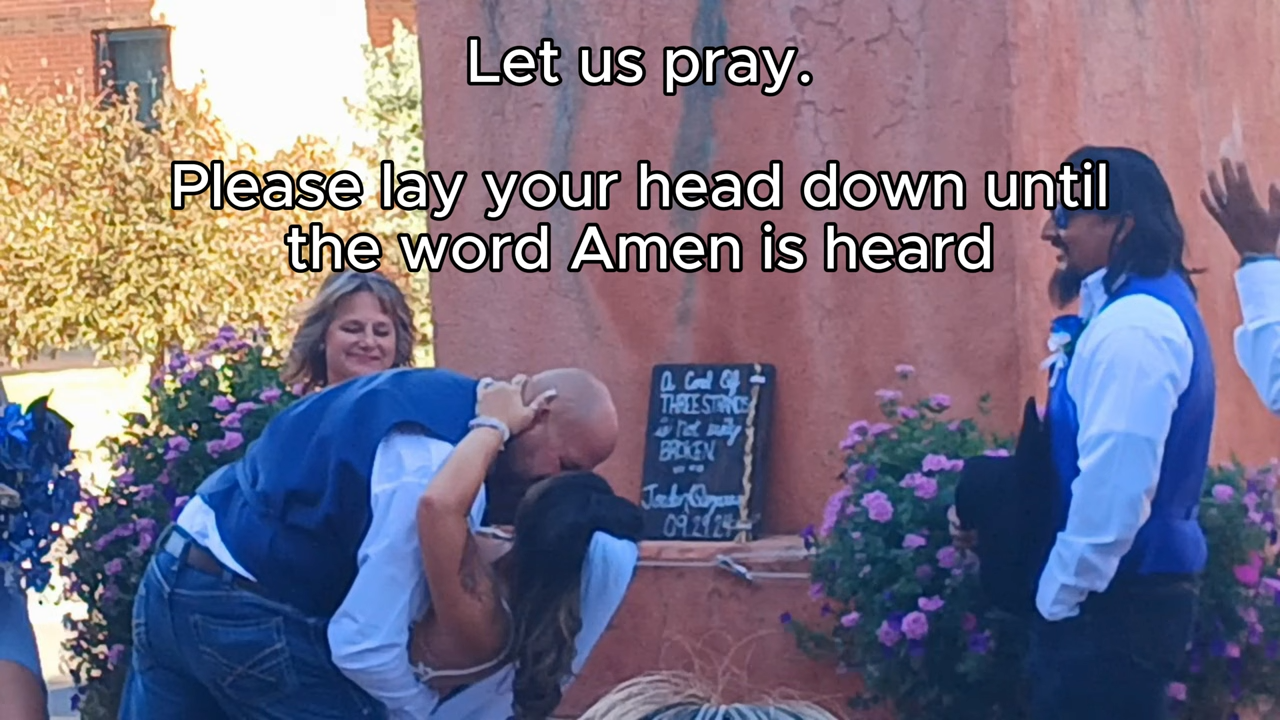 Let us pray.
Please lay your head down until
the word Amen is heard
A Cord Of
THREE STRANDS
is Not easily
BROKEN.
09.29.24